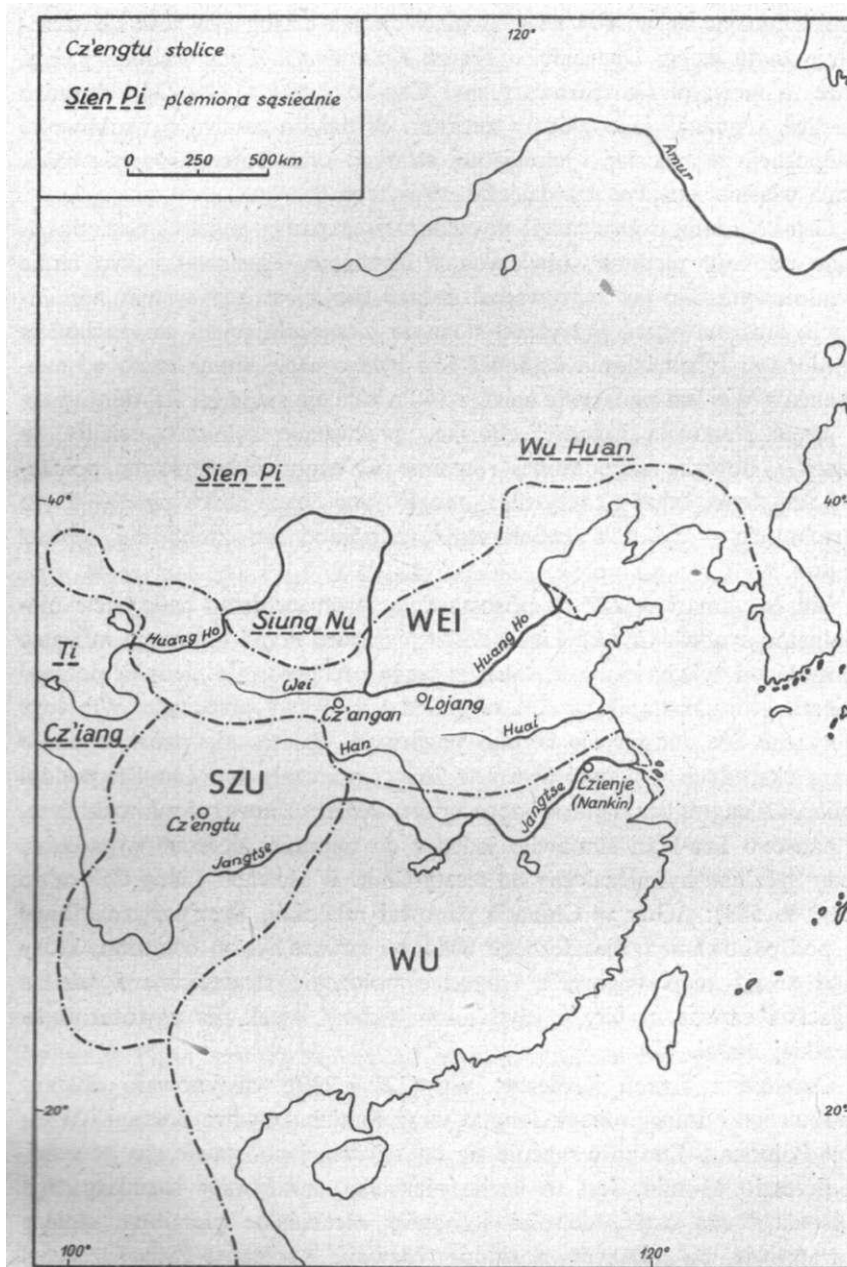 Cz'engtu stolice
Sien Pi - plemiona sąsiednie
0 250 500 km
120°
Amur
Wu Huan
Sien Pi
40°
40°
Siung Nu
WEI
Huang Ho
Huang Ho
Ti
Wei
Cz'angan
Lojang
Cz'iang
Huai
Han
SZU
Czienje
(Nankin)
Jangtse
Cz'engtu
Jangtse
WU
20°
20°
100°
120°